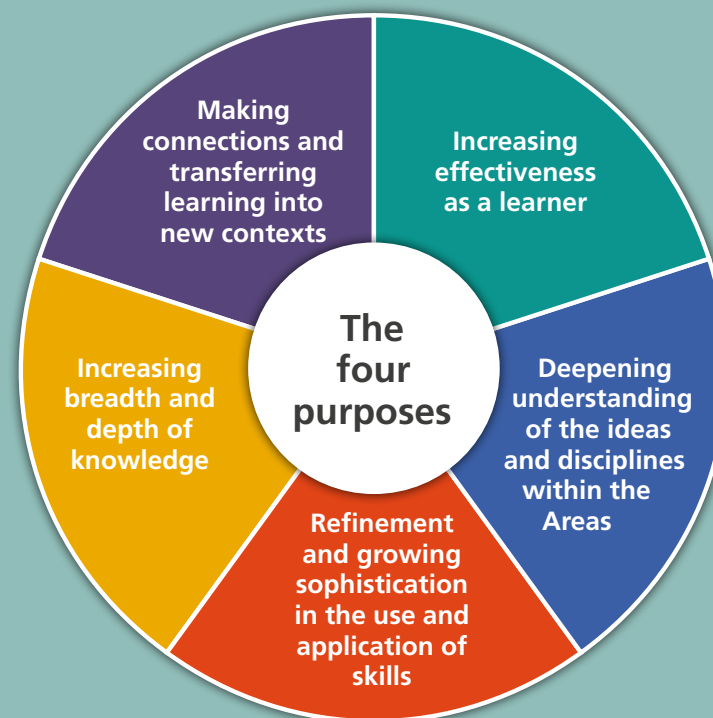 Making
connections and
transferring
learning into
new contexts
Increasing
effectiveness
as a learner
The
four
purposes
Increasing
breadth and
depth of
knowledge
Deepening
understanding
of the ideas
and disciplines
within the
Areas
Refinement
and growing
sophistication
in the use and
application of
skills